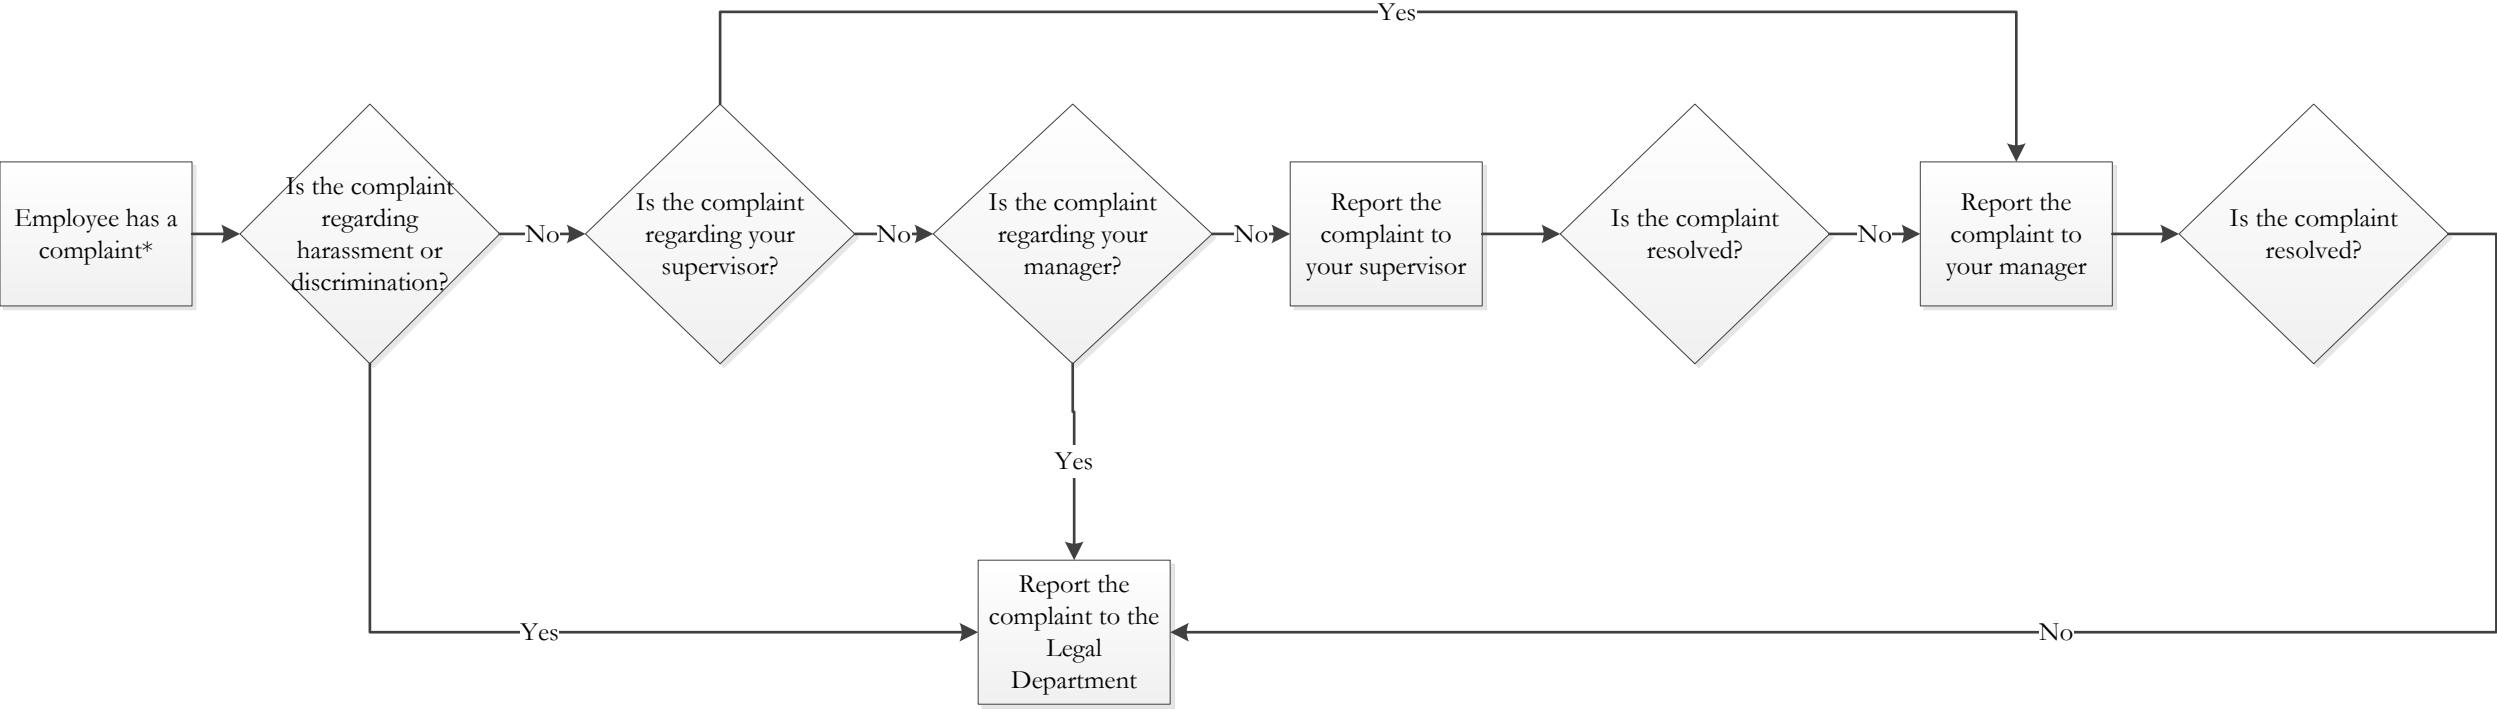 Yes
Employee has a
complaint*
Is the complaint
regarding
harassment or
discrimination?
No
Is the complaint
regarding your
supervisor?
No
Is the complaint
regarding your
manager?
No
Report the
complaint to
your supervisor
Is the complaint
resolved?
No
Report the
complaint to
your manager
Is the complaint
resolved?
Yes
Report the
complaint to the
Legal
Department
Yes
No